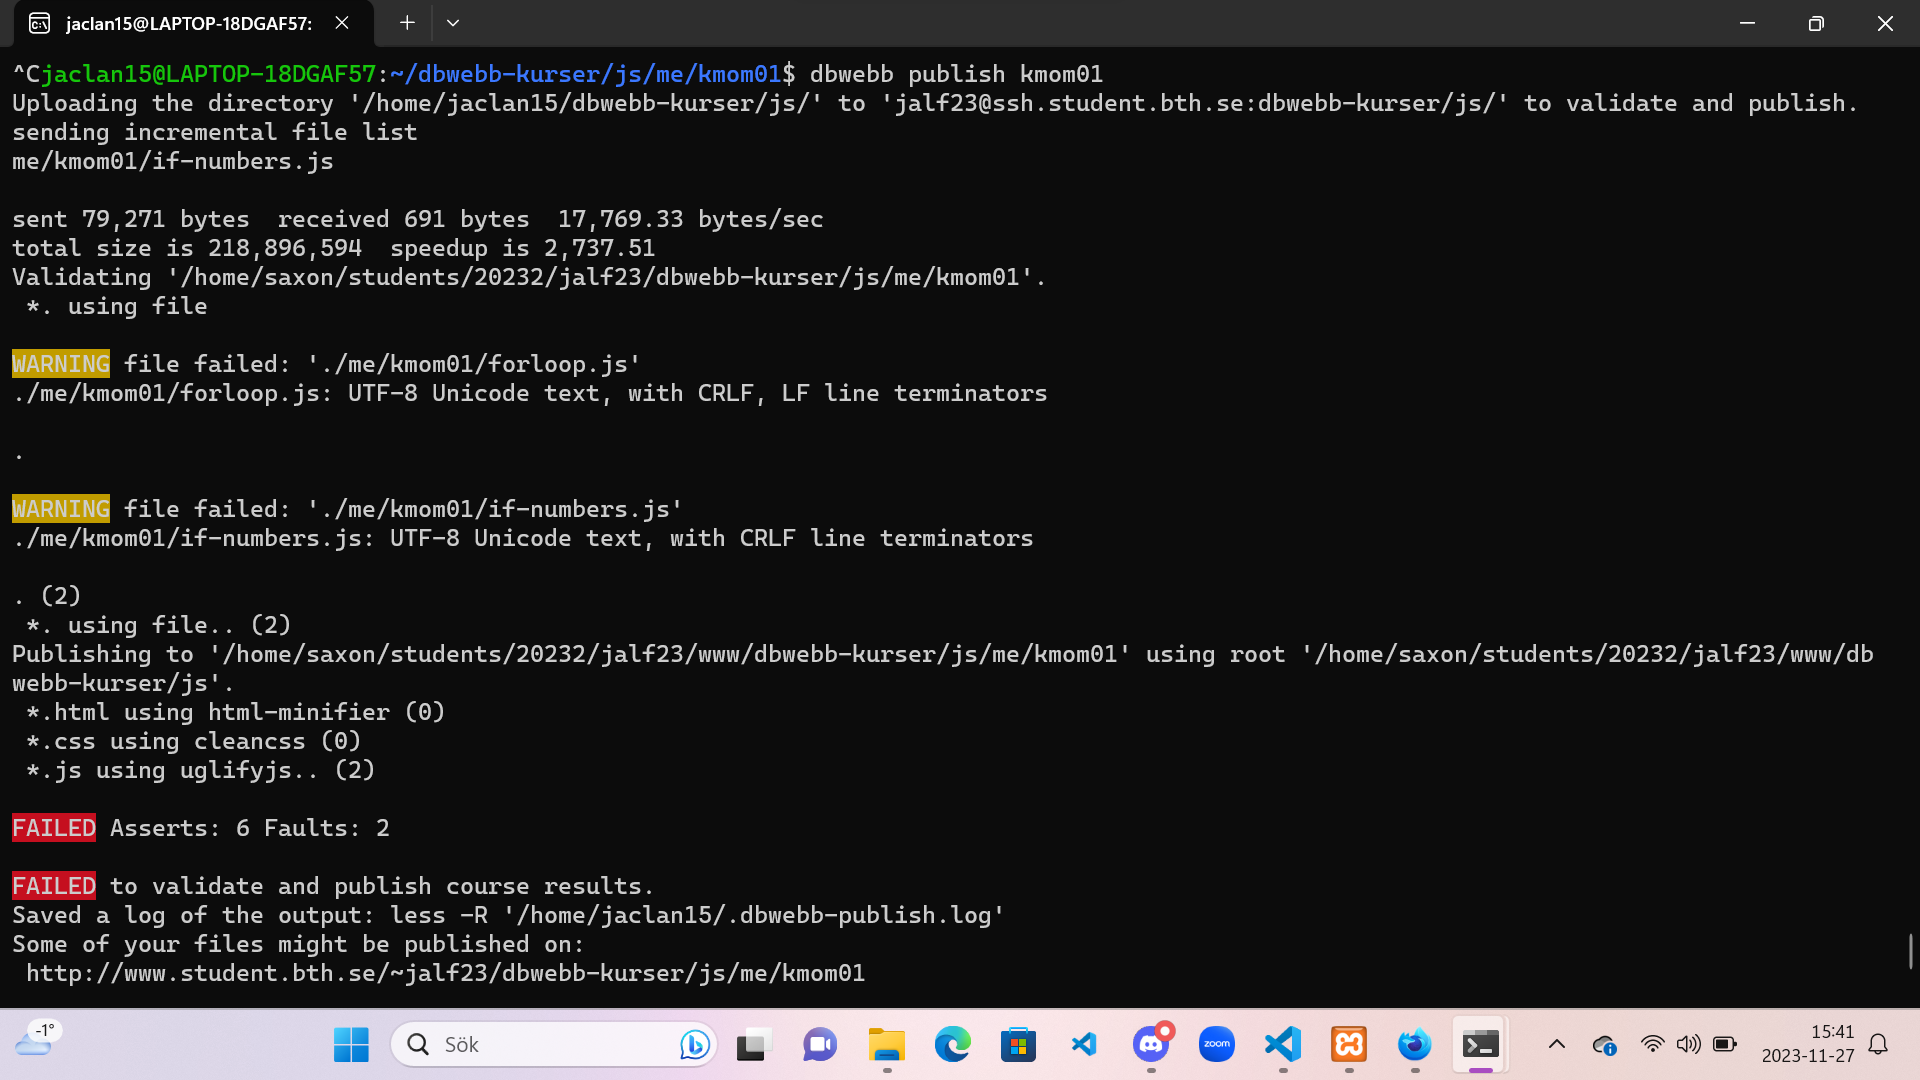 jaclan15@LAPTOP-18DGAF57:
^Cjaclan15@LAPTOP-18DGAF57:~/dbwebb-kurser/js/me/kmom01$ dbwebb publish kmom01
Uploading the directory '/home/jaclan15/dbwebb-kurser/js/' to 'jalf23@ssh.student.bth.se:dbwebb-kurser/js/' to validate and publish.
sending incremental file list
me/kmom01/if-numbers.js
sent 79,271 bytes  received 691 bytes  17,769.33 bytes/sec
total size is 218,896,594  speedup is 2,737.51
Validating '/home/saxon/students/20232/jalf23/dbwebb-kurser/js/me/kmom01'.
 *. using file
WARNING file failed: './me/kmom01/forloop.js'
./me/kmom01/forloop.js: UTF-8 Unicode text, with CRLF, LF line terminators
.
WARNING file failed: './me/kmom01/if-numbers.js'
./me/kmom01/if-numbers.js: UTF-8 Unicode text, with CRLF line terminators
. (2)
 *. using file.. (2)
Publishing to '/home/saxon/students/20232/jalf23/www/dbwebb-kurser/js/me/kmom01' using root '/home/saxon/students/20232/jalf23/www/db
webb-kurser/js'.
 *.html using html-minifier (0)
 *.css using cleancss (0)
 *.js using uglifyjs.. (2)
FAILED Asserts: 6 Faults: 2
FAILED to validate and publish course results.
Saved a log of the output: less -R '/home/jaclan15/.dbwebb-publish.log'
Some of your files might be published on:
 http://www.student.bth.se/~jalf23/dbwebb-kurser/js/me/kmom01
-1°
Sök
zoom
15:41
2023-11-27